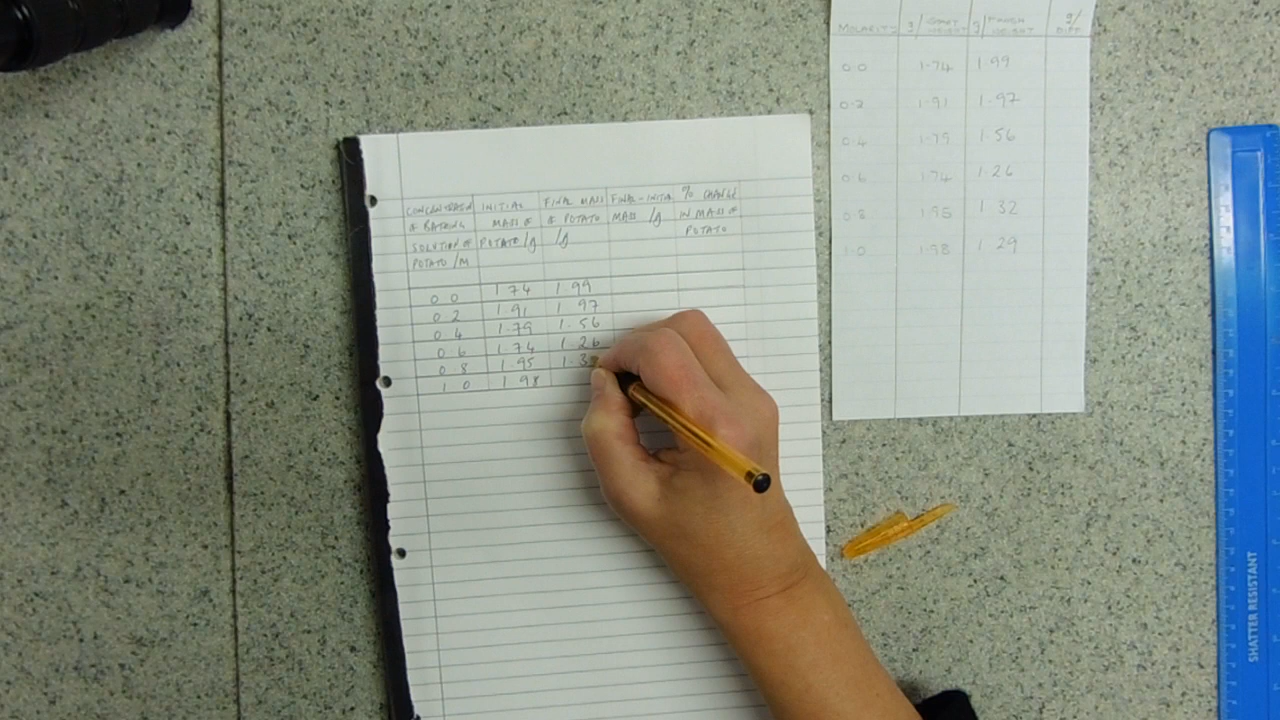 CONCENTRATION INITIAL FINAL MASS FINAL-INITIAL % CHANGE
OF BATHING MASS OF OF POTATO MASS /g IN MASS OF
SOLUTION OF POTATO/g /g POTATO
POTATO /M
0.0 1.74 1.99
0.2 1.91 1.97
0.4 1.79 1.56
0.6 1.74 1.26
0.8 1.95 1.3
1.0 1.98
MOLARITY g/ START WEIGHT g/ FINISH WEIGHT g/ DIFF
0.0 1.74 1.99
0.2 1.91 1.97
0.4 1.79 1.56
0.6 1.74 1.26
0.8 1.95 1.32
1.0 1.98 1.29
SHATTER RESISTANT